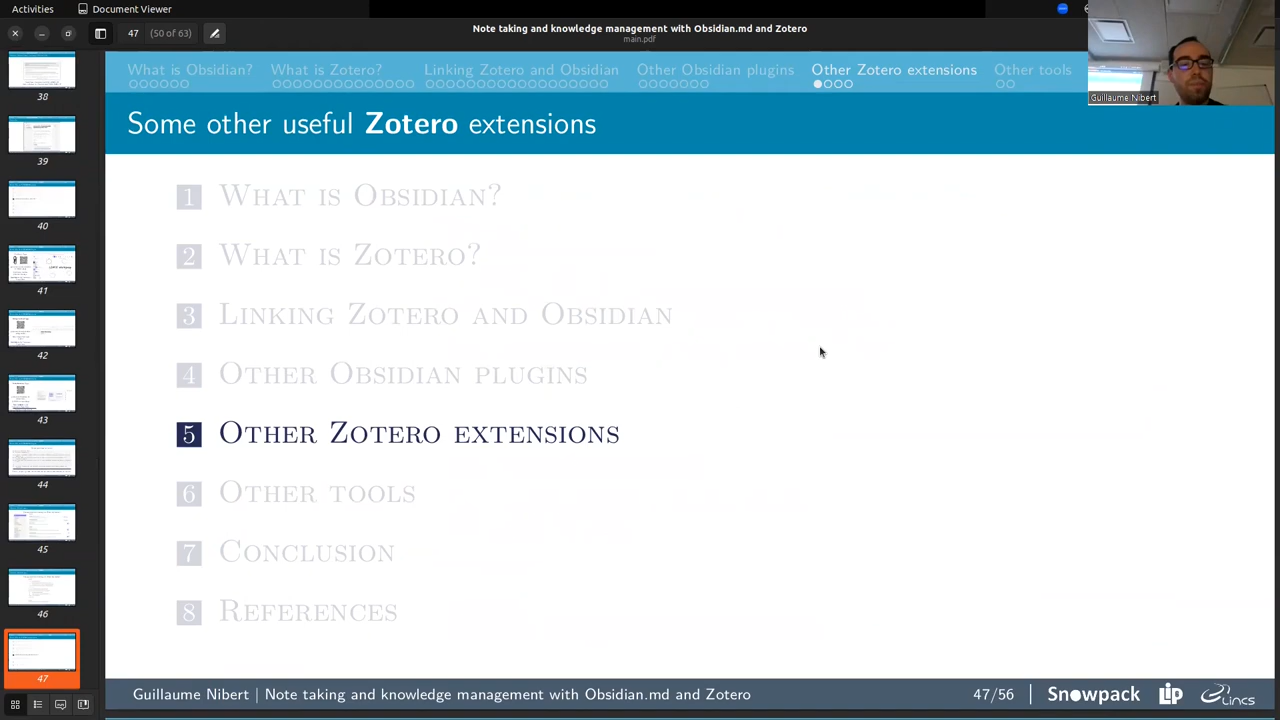 Activities
Document Viewer
47
(50 of 63)
Note taking and knowledge management with Obsidian.md and Zotero
main.pdf
Guillaume Nibert
What is Obsidian?
What is Zotero?
Linking Zotero and Obsidian
Other Obsidian plugins
Other Zotero extensions
Other tools
Some other useful Zotero extensions
1 What is Obsidian?
2 What is Zotero?
3 Linking Zotero and Obsidian
4 Other Obsidian plugins
5 Other Zotero extensions
6 Other tools
7 Conclusion
8 References
38
39
40
41
42
43
44
45
46
47
Guillaume Nibert | Note taking and knowledge management with Obsidian.md and Zotero
47/56
Snowpack
LIP
LINCS